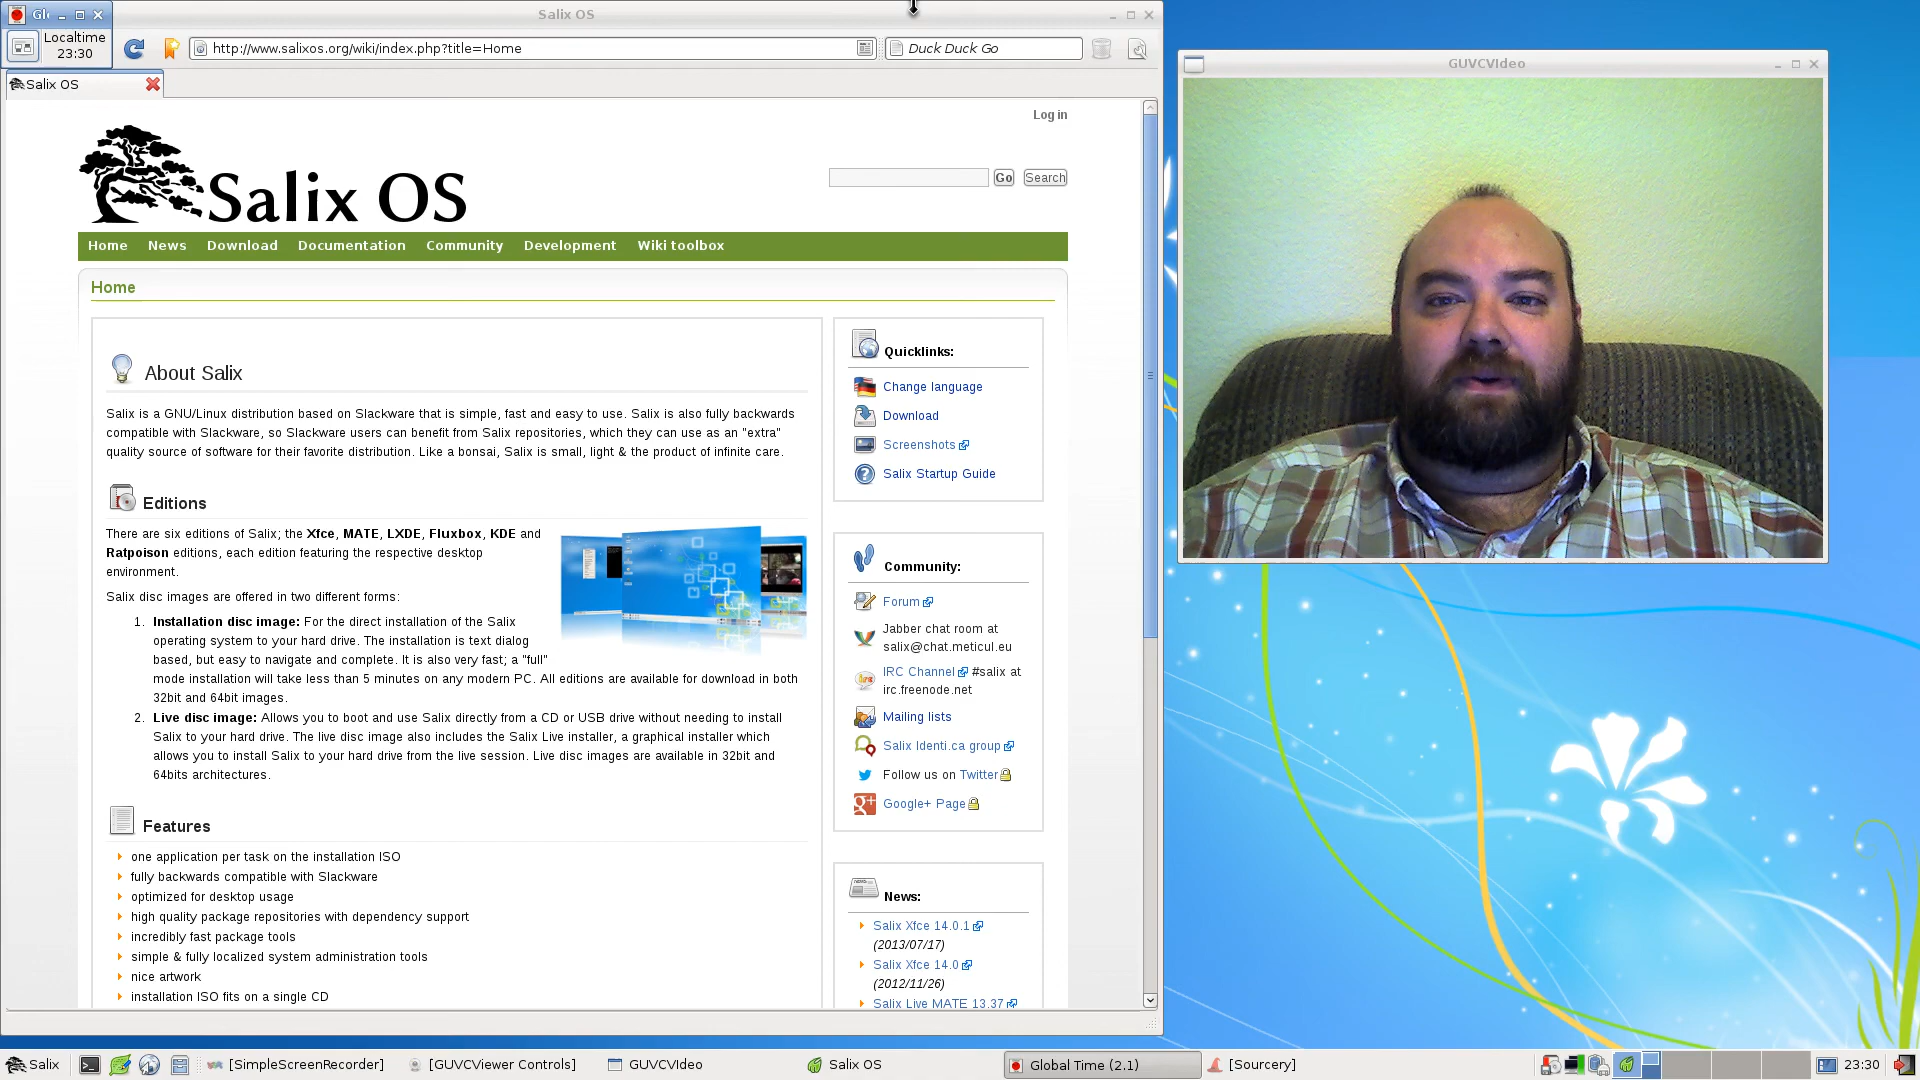 Gl
Salix OS
Localtime
23:30
http://www.salixos.org/wiki/index.php?title=Home
Duck Duck Go
Salix OS
GUVCVIdeo
Log in
Salix OS
Go
Search
Home
News
Download
Documentation
Community
Development
Wiki toolbox
Home
About Salix
Salix is a GNU/Linux distribution based on Slackware that is simple, fast and easy to use. Salix is also fully backwards
compatible with Slackware, so Slackware users can benefit from Salix repositories, which they can use as an "extra"
quality source of software for their favorite distribution. Like a bonsai, Salix is small, light & the product of infinite care.
Editions
There are six editions of Salix; the Xfce, MATE, LXDE, Fluxbox, KDE and
Ratpoison editions, each edition featuring the respective desktop
environment.
Salix disc images are offered in two different forms:
1. Installation disc image: For the direct installation of the Salix
operating system to your hard drive. The installation is text dialog
based, but easy to navigate and complete. It is also very fast; a "full"
mode installation will take less than 5 minutes on any modern PC. All editions are available for download in both
32bit and 64bit images.
2. Live disc image: Allows you to boot and use Salix directly from a CD or USB drive without needing to install
Salix to your hard drive. The live disc image also includes the Salix Live installer, a graphical installer which
allows you to install Salix to your hard drive from the live session. Live disc images are available in 32bit and
64bits architectures.
Features
one application per task on the installation ISO
fully backwards compatible with Slackware
optimized for desktop usage
high quality package repositories with dependency support
incredibly fast package tools
simple & fully localized system administration tools
nice artwork
installation ISO fits on a single CD
Quicklinks:
Change language
Download
Screenshots
Salix Startup Guide
Community:
Forum
Jabber chat room at
salix@chat.meticul.eu
IRC Channel #salix at
irc.freenode.net
Mailing lists
Salix Identi.ca group
Follow us on Twitter
Google+ Page
News:
Salix Xfce 14.0.1
(2013/07/17)
Salix Xfce 14.0
(2012/11/26)
Salix Live MATE 13.37
Salix
[SimpleScreenRecorder]
[GUVCViewer Controls]
GUVCVIdeo
Salix OS
Global Time (2.1)
[Sourcery]
23:30